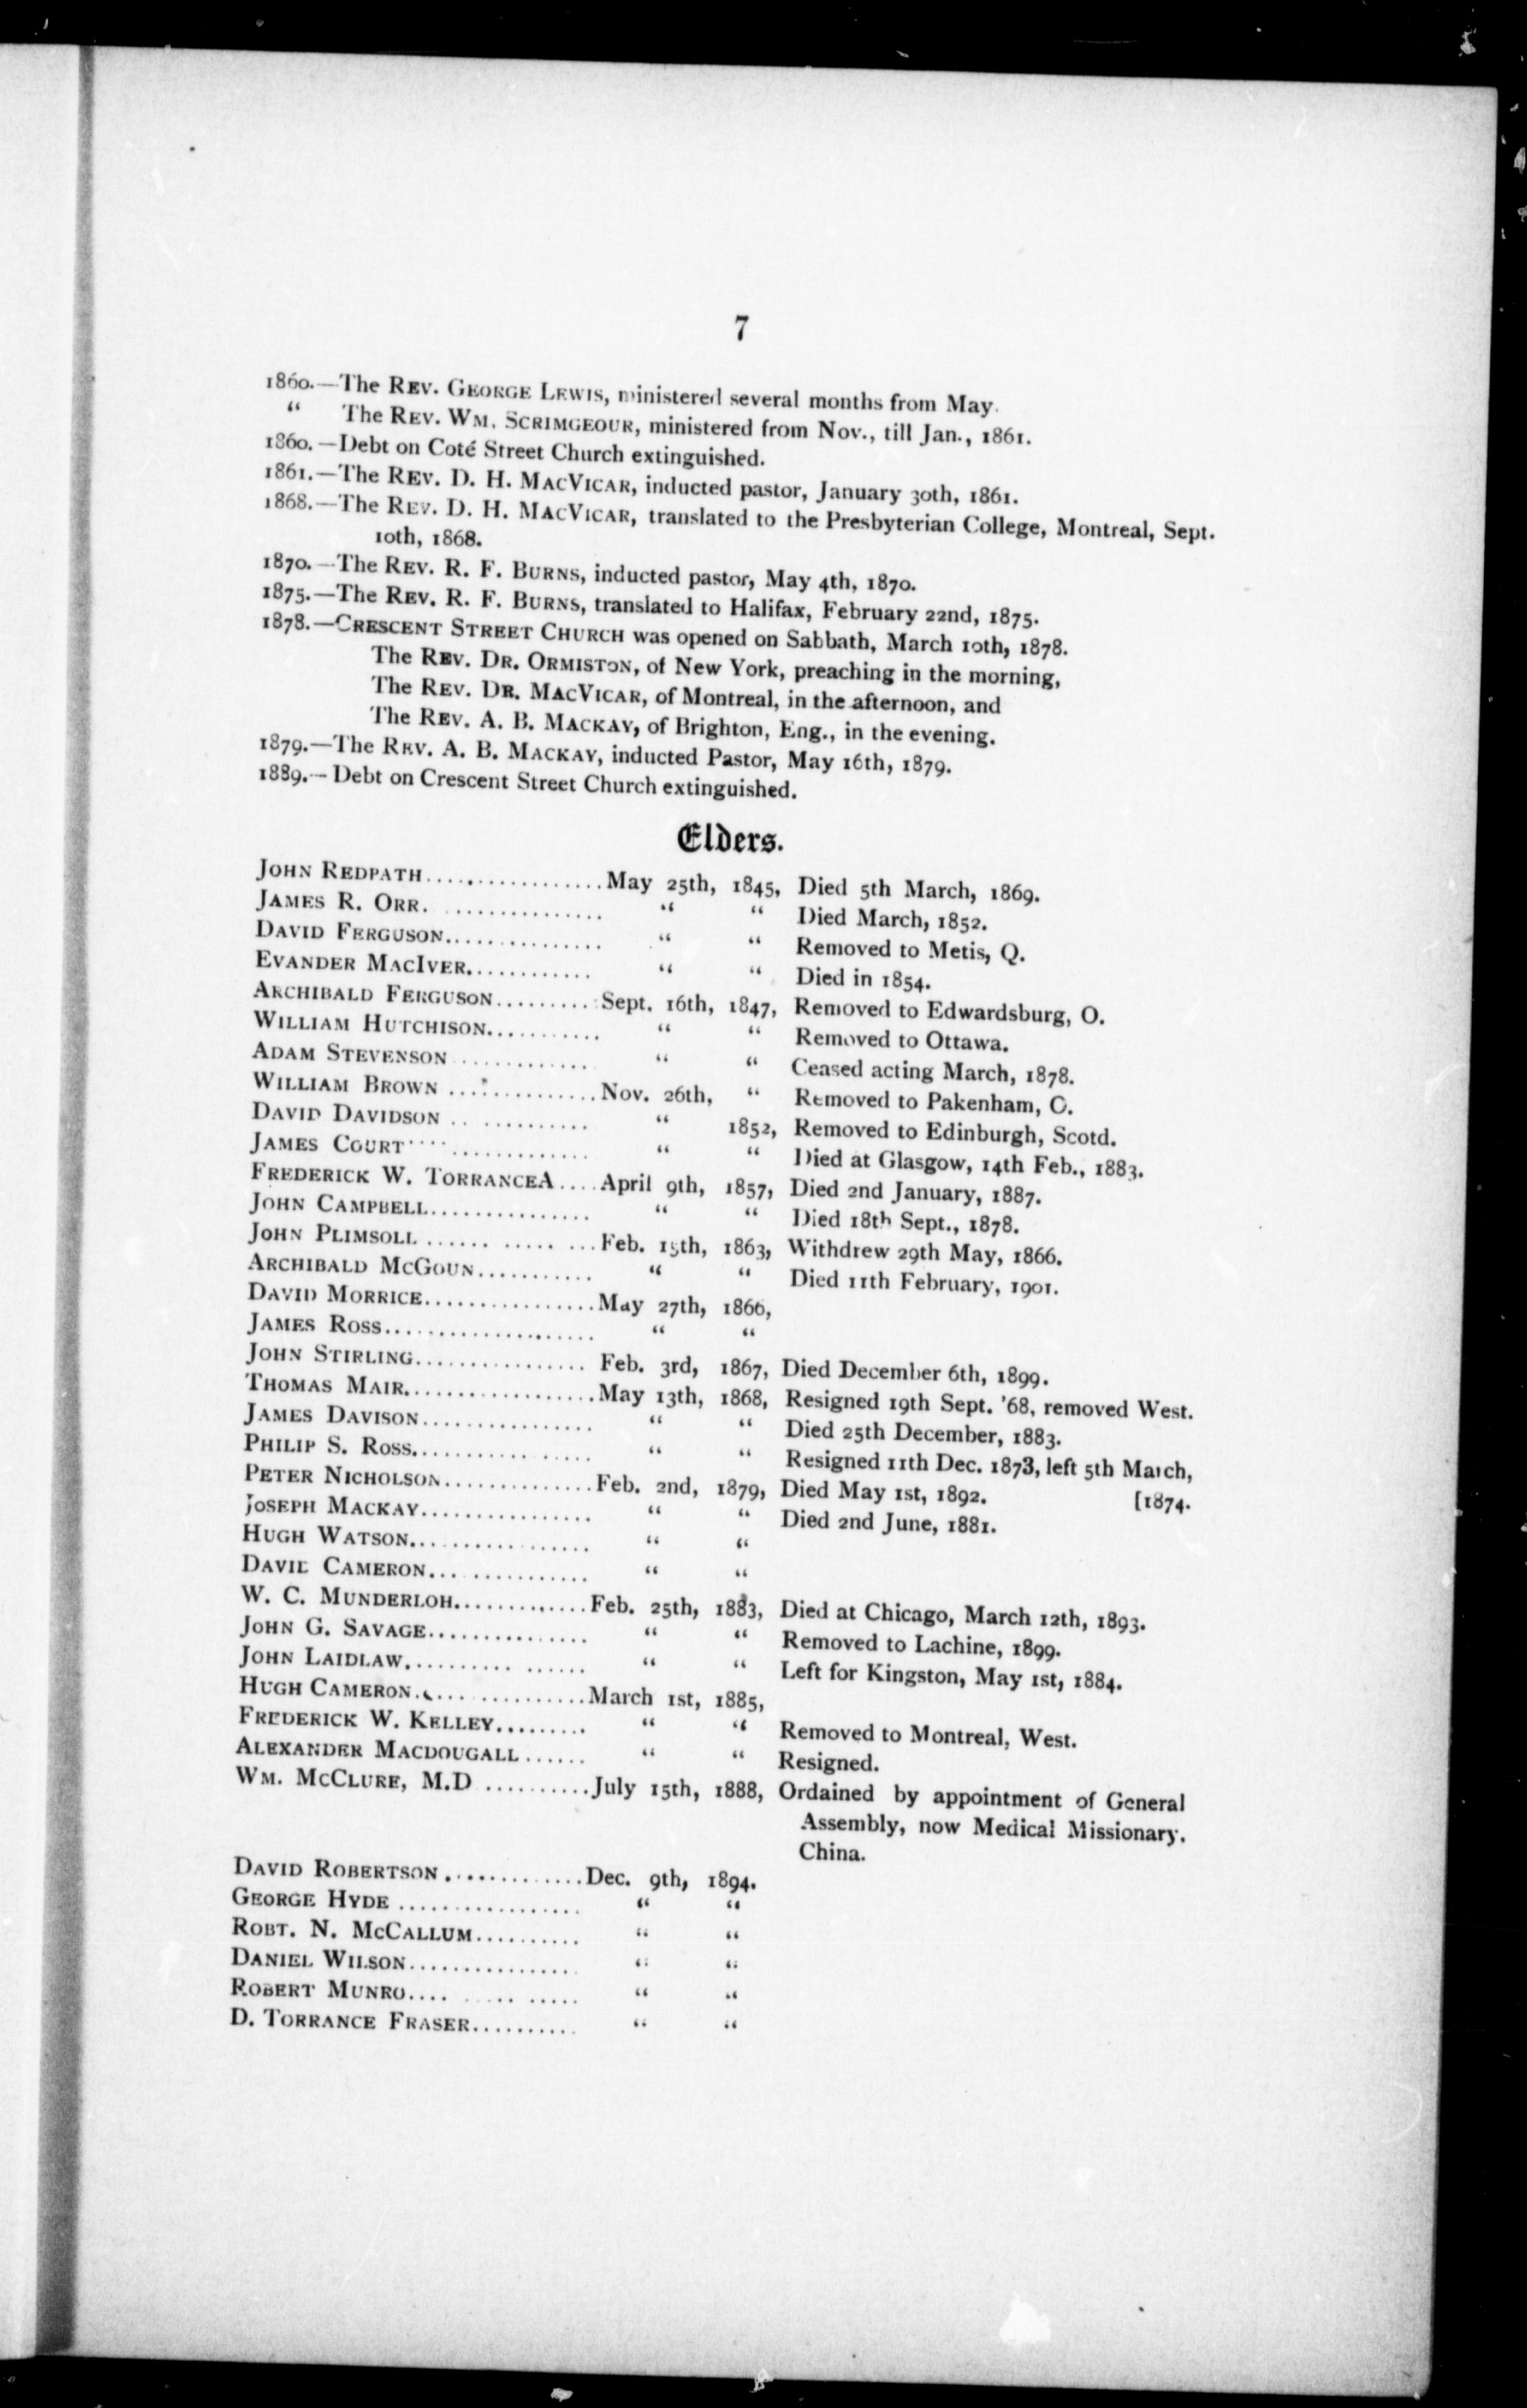 7
1860.—The Rev. George Lewis, ministered several months from May.
“ The Rev. Wm. Scrimgeour, ministered from Nov., till Jan., 1861.
1860.—Debt on Coté Street Church extinguished.
1861.—The Rev. D. H. MacVicar, inducted pastor, January 30th, 1861.
1868.—The Rev. D. H. MacVicar, translated to the Presbyterian College, Montreal, Sept.
10th, 1868.
1870.—The Rev. R. F. Burns, inducted pastor, May 4th, 1870.
1875.—The Rev. R. F. Burns, translated to Halifax, February 22nd, 1875.
1878.—Crescent Street Church was opened on Sabbath, March 10th, 1878.
The Rev. Dr. Ormiston, of New York, preaching in the morning,
The Rev. Dr. MacVicar, of Montreal, in the afternoon, and
The Rev. A. B. Mackay, of Brighton, Eng., in the evening.
1879.—The Rev. A. B. Mackay, inducted Pastor, May 16th, 1879.
1889.—Debt on Crescent Street Church extinguished.
Elders.
John Redpath.................May 25th, 1845, Died 5th March, 1869.
James R. Orr................. “ “ Died March, 1852.
David Ferguson............... “ “ Removed to Metis, Q.
Evander MacIver............ “ “ Died in 1854.
Archibald Ferguson..........Sept. 16th, 1847, Removed to Edwardsburg, O.
William Hutchison........... “ “ Removed to Ottawa.
Adam Stevenson ............. “ “ Ceased acting March, 1878.
William Brown ...............Nov. 26th, “ Removed to Pakenham, O.
David Davidson .............. “ 1852, Removed to Edinburgh, Scotd.
James Court................. “ “ Died at Glasgow, 14th Feb., 1883.
Frederick W. TorranceA....April 9th, 1857, Died 2nd January, 1887.
John Campbell............... “ “ Died 18th Sept., 1878.
John Plimsoll ...............Feb. 15th, 1863, Withdrew 29th May, 1866.
Archibald McGoun........... “ “ Died 11th February, 1901.
David Morrice................May 27th, 1866,
James Ross.................... “ “
John Stirling................ Feb. 3rd, 1867, Died December 6th, 1899.
Thomas Mair..................May 13th, 1868, Resigned 19th Sept. '68, removed West.
James Davison................ “ “ Died 25th December, 1883.
Philip S. Ross................. “ “ Resigned 11th Dec. 1873, left 5th March,
Peter Nicholson..............Feb. 2nd, 1879, Died May 1st, 1892. [1874.
Joseph Mackay................ “ “ Died 2nd June, 1881.
Hugh Watson................. “ “
David Cameron............... “ “
W. C. Munderloh.............Feb. 25th, 1883, Died at Chicago, March 12th, 1893.
John G. Savage............... “ “ Removed to Lachine, 1899.
John Laidlaw................. “ “ Left for Kingston, May 1st, 1884.
Hugh Cameron................March 1st, 1885,
Frederick W. Kelley......... “ “ Removed to Montreal, West.
Alexander Macdougall ...... “ “ Resigned.
Wm. McClure, M.D ..........July 15th, 1888, Ordained by appointment of General
Assembly, now Medical Missionary.
China.
David Robertson .............Dec. 9th, 1894.
George Hyde ................. “ “
Robt. N. McCallum.......... “ “
Daniel Wilson................ “ “
Robert Munro............... “ “
D. Torrance Fraser.......... “ “